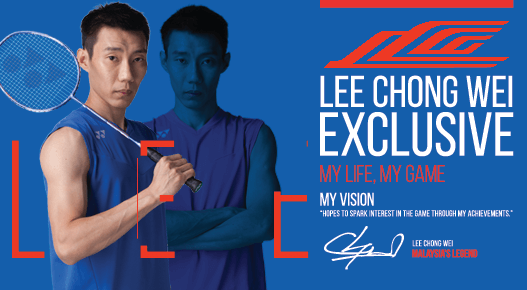 LEE CHONG WEI
EXCLUSIVE
MY LIFE, MY GAME
MY VISION
"HOPES TO SPARK INTEREST IN THE GAME THROUGH MY ACHIEVEMENTS."
LEE CHONG WEI
MALAYSIA'S LEGEND
L E E